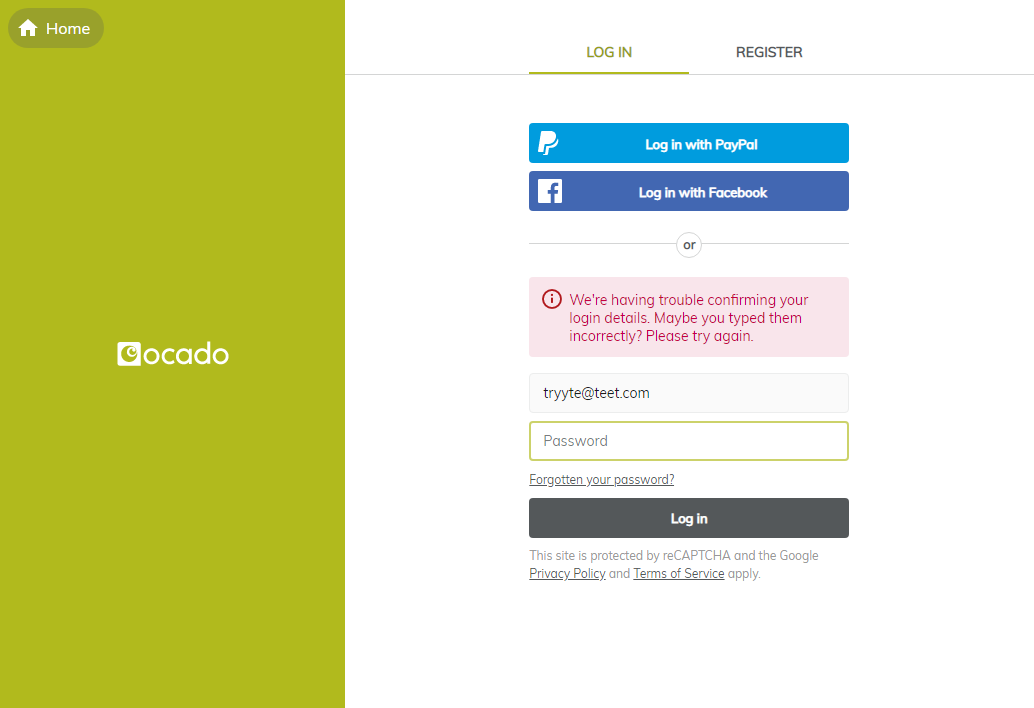 Home
LOG IN
REGISTER
Log in with PayPal
Log in with Facebook
or
We're having trouble confirming your
login details. Maybe you typed them
incorrectly? Please try again.
ocado
tryyte@teet.com
Password
Forgotten your password?
Log in
This site is protected by reCAPTCHA and the Google
Privacy Policy and Terms of Service apply.